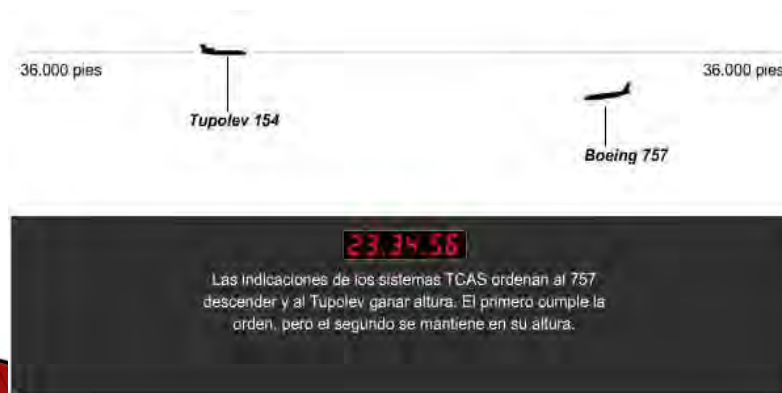 36.000 pies
36.000 pies
Tupolev 154
Boeing 757
23.34.56
Las indicaciones de los sistemas TCAS ordenan al 757
descender y al Tupolev ganar altura. El primero cumple la
orden, pero el segundo se mantiene en su altura.